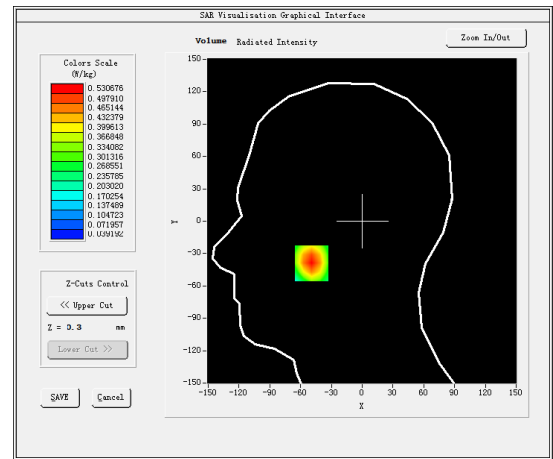 SAR Visualisation Graphical Interface
Volume Radiated Intensity
Zoom In/Out
Colors Scale
(W/kg)
0.530676
0.497910
0.465144
0.432379
0.399613
0.366848
0.334082
0.301316
0.268551
0.235785
0.203020
0.170254
0.137489
0.104723
0.071957
0.039192
150
120
90
60
30
0
-30
-60
-90
-120
-150
Y
-150 -120 -90 -60 -30 0 30 60 90 120 150
X
Z-Cuts Control
<< Upper Cut
Z = 0.3 mm
Lower Cut >>
SAVE Cancel